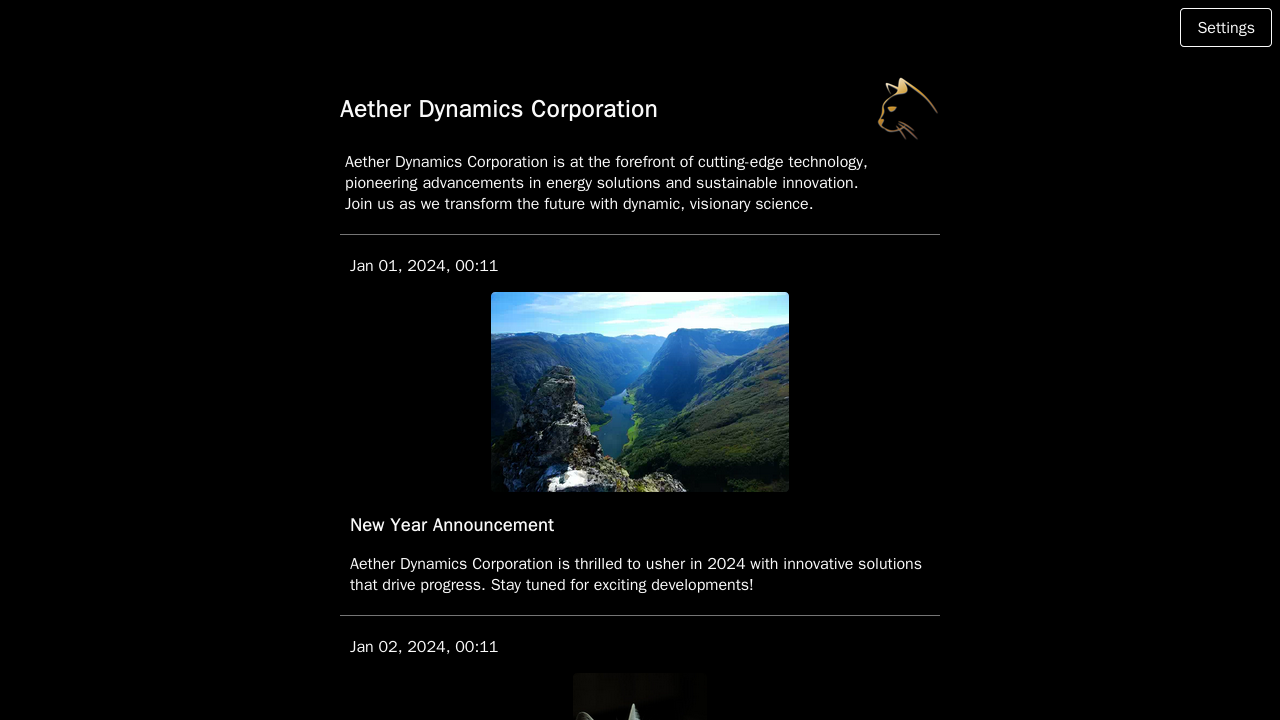 Settings
Aether Dynamics Corporation
Aether Dynamics Corporation is at the forefront of cutting-edge technology,
pioneering advancements in energy solutions and sustainable innovation.
Join us as we transform the future with dynamic, visionary science.
Jan 01, 2024, 00:11
New Year Announcement
Aether Dynamics Corporation is thrilled to usher in 2024 with innovative solutions
that drive progress. Stay tuned for exciting developments!
Jan 02, 2024, 00:11